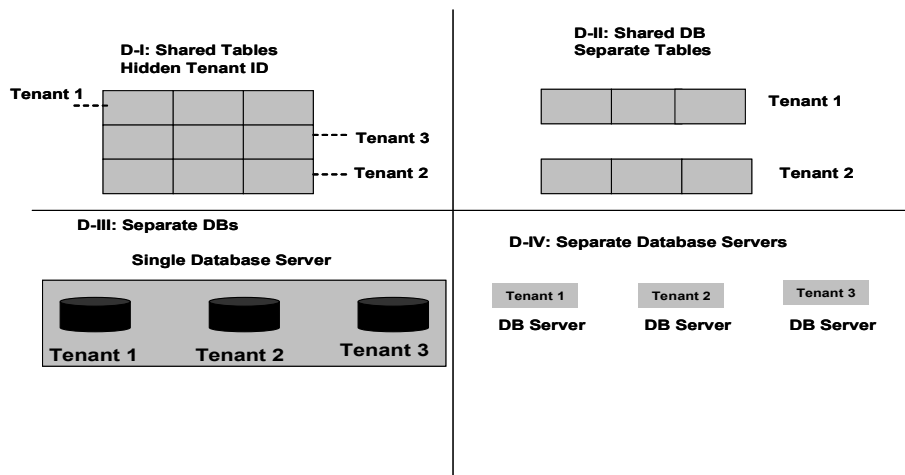 D-I: Shared Tables
Hidden Tenant ID
Tenant 1
Tenant 3
Tenant 2
D-II: Shared DB
Separate Tables
Tenant 1
Tenant 2
D-III: Separate DBs
Single Database Server
Tenant 1 Tenant 2 Tenant 3
D-IV: Separate Database Servers
Tenant 1 Tenant 2 Tenant 3
DB Server DB Server DB Server